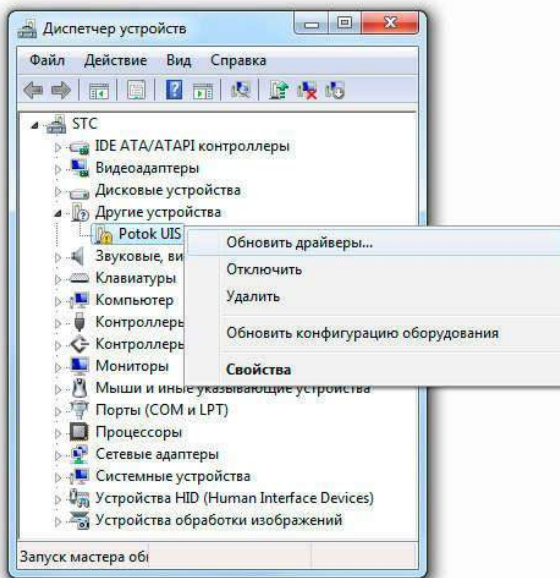 Диспетчер устройств
Файл Действие Вид Справка
STC
IDE ATA/ATAPI контроллеры
Видеоадаптеры
Дисковые устройства
Другие устройства
Potok UIS
Обновить драйверы...
Звуковые, ви
Отключить
Клавиатуры
Удалить
Компьютер
Контроллеры
Обновить конфигурацию оборудования
Контроллеры
Мониторы
Свойства
Мыши и иные указывающие устройства
Порты (COM и LPT)
Процессоры
Сетевые адаптеры
Системные устройства
Устройства HID (Human Interface Devices)
Устройства обработки изображений
Запуск мастера об